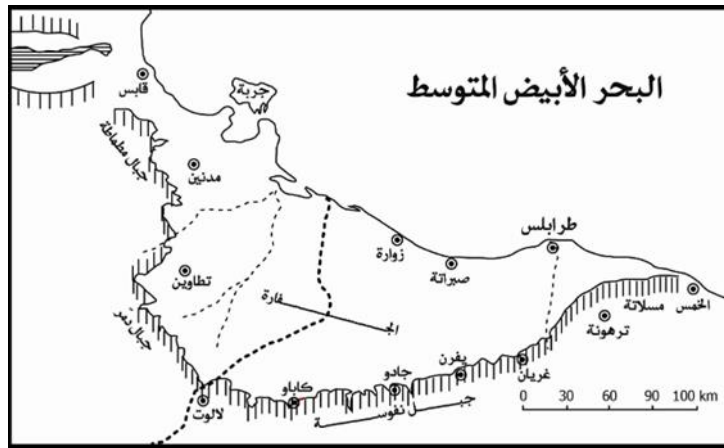 البحر الأبيض المتوسط
قابس
جربة
جبال مطماطة
مدنين
تطاوين
جبال نفر
الجفارة
زوارة
صبراتة
طرابلس
الخمس
مسلاتة
ترهونة
غريان
يفرن
جادو
كاباو
لالوت
جبل نفوسة
0 30 60 90 100 km